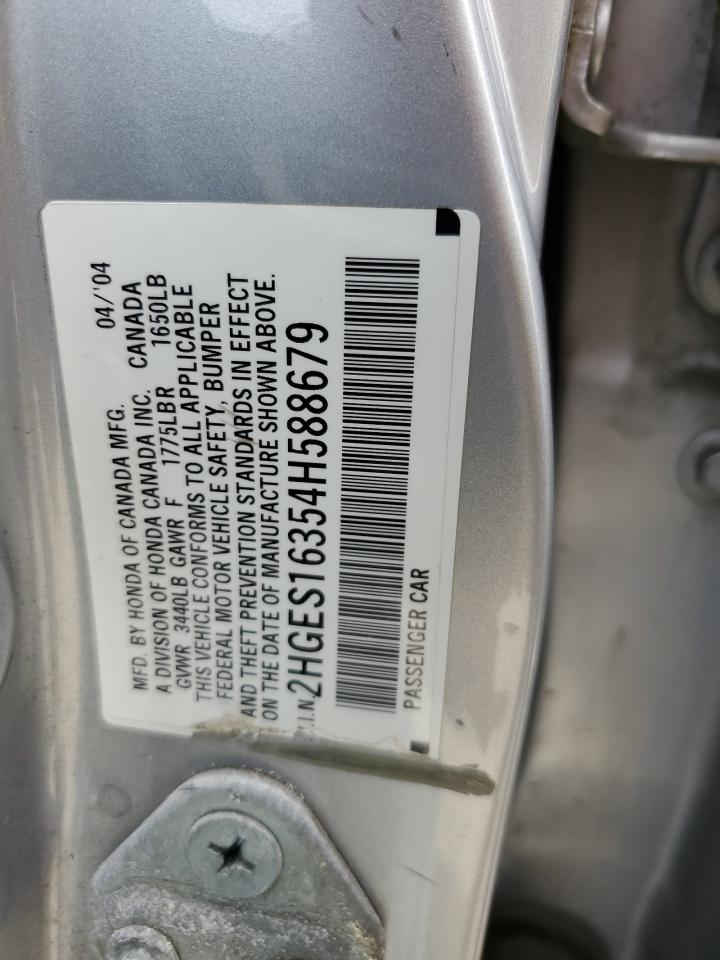 MFD. BY HONDA OF CANADA MFG. 04/'04
A DIVISION OF HONDA CANADA INC. CANADA
GVWR 3440LB GAWR F 1775LB R 1650LB
THIS VEHICLE CONFORMS TO ALL APPLICABLE
FEDERAL MOTOR VEHICLE SAFETY, BUMPER
AND THEFT PREVENTION STANDARDS IN EFFECT
ON THE DATE OF MANUFACTURE SHOWN ABOVE.
V.I.N. 2HGES16354H588679
PASSENGER CAR